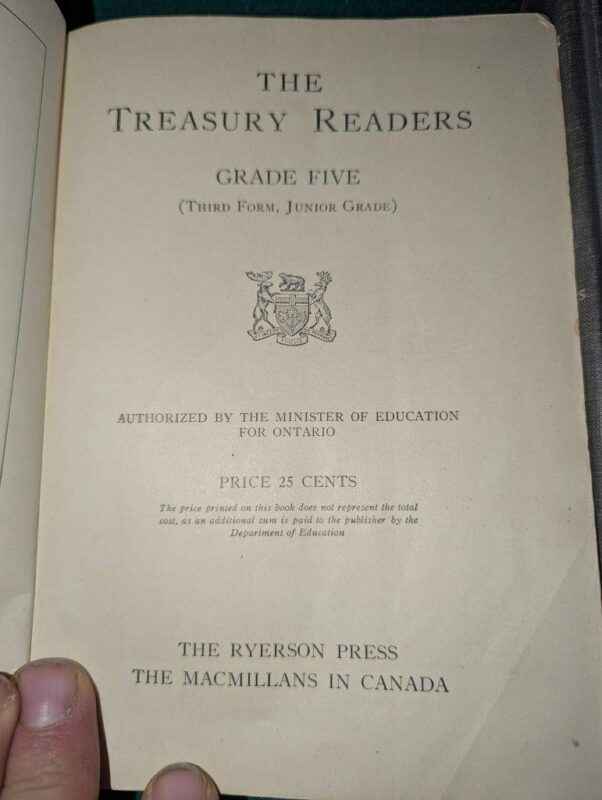 THE
TREASURY READERS
GRADE FIVE
(THIRD FORM, JUNIOR GRADE)
AUTHORIZED BY THE MINISTER OF EDUCATION
FOR ONTARIO
PRICE 25 CENTS
The price printed on this book does not represent the total
cost, as an additional sum is paid to the publisher by the
Department of Education
THE RYERSON PRESS
THE MACMILLANS IN CANADA